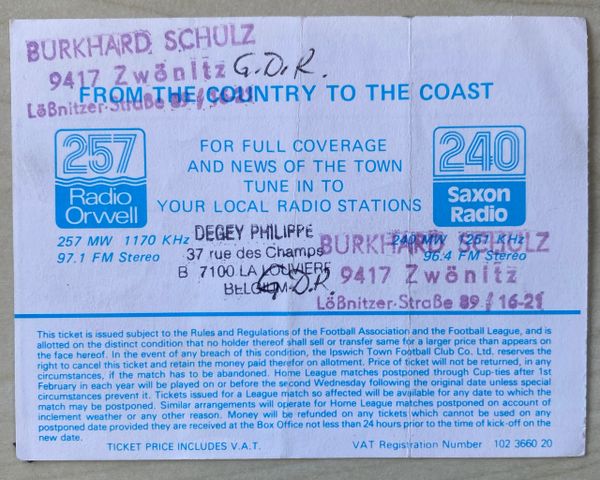 BURKHARD SCHULZ
9417 Zwönitz G.D.R.
Lößnitzer-Straße 89/16-21
FROM THE COUNTRY TO THE COAST
257
Radio
Orwell
257 MW 1170 KHz
97.1 FM Stereo
FOR FULL COVERAGE
AND NEWS OF THE TOWN
TUNE IN TO
YOUR LOCAL RADIO STATIONS
240
Saxon
Radio
240 MW 1251 KHz
96.4 FM Stereo
DEGEY PHILIPPE
37 rue des Champs
B 7100 LA LOUVIERE
BELGIUM
G.D.R.
BURKHARD SCHULZ
9417 Zwönitz
Lößnitzer-Straße 89/16-21
This ticket is issued subject to the Rules and Regulations of the Football Association and the Football League, and is
allotted on the distinct condition that no holder thereof shall sell or transfer same for a larger price than appears on
the face hereof. In the event of any breach of this condition, the Ipswich Town Football Club Co. Ltd. reserves the
right to cancel this ticket and retain the money paid therefor on allotment. Price of ticket will not be returned, in any
circumstances, if the match has to be abandoned. Home League matches postponed through Cup-ties after 1st
February in each year will be played on or before the second Wednesday following the original date unless special
circumstances prevent it. Tickets issued for a League match so affected will be available for any date to which the
match may be postponed. Similar arrangements will operate for Home League matches postponed on account of
inclement weather or any other reason. Money will be refunded on any tickets which cannot be used on any
postponed date provided they are received at the Box Office not less than 24 hours prior to the time of kick-off on the
new date.
TICKET PRICE INCLUDES V.A.T.
VAT Registration Number 102 3660 20